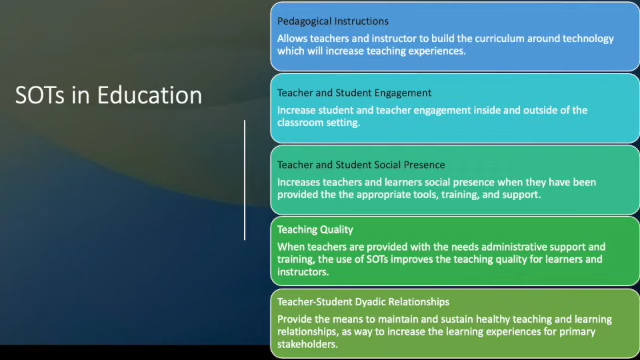 SOTs in Education
Pedagogical Instructions
Allows teachers and instructor to build the curriculum around technology
which will increase teaching experiences.
Teacher and Student Engagement
Increase student and teacher engagement inside and outside of the
classroom setting.
Teacher and Student Social Presence
Increases teachers and learners social presence when they have been
provided the the appropriate tools, training, and support.
Teaching Quality
When teachers are provided with the needs administrative support and
training, the use of SOTs improves the teaching quality for learners and
instructors.
Teacher-Student Dyadic Relationships
Provide the means to maintain and sustain healthy teaching and learning
relationships, as way to increase the learning experiences for primary
stakeholders.